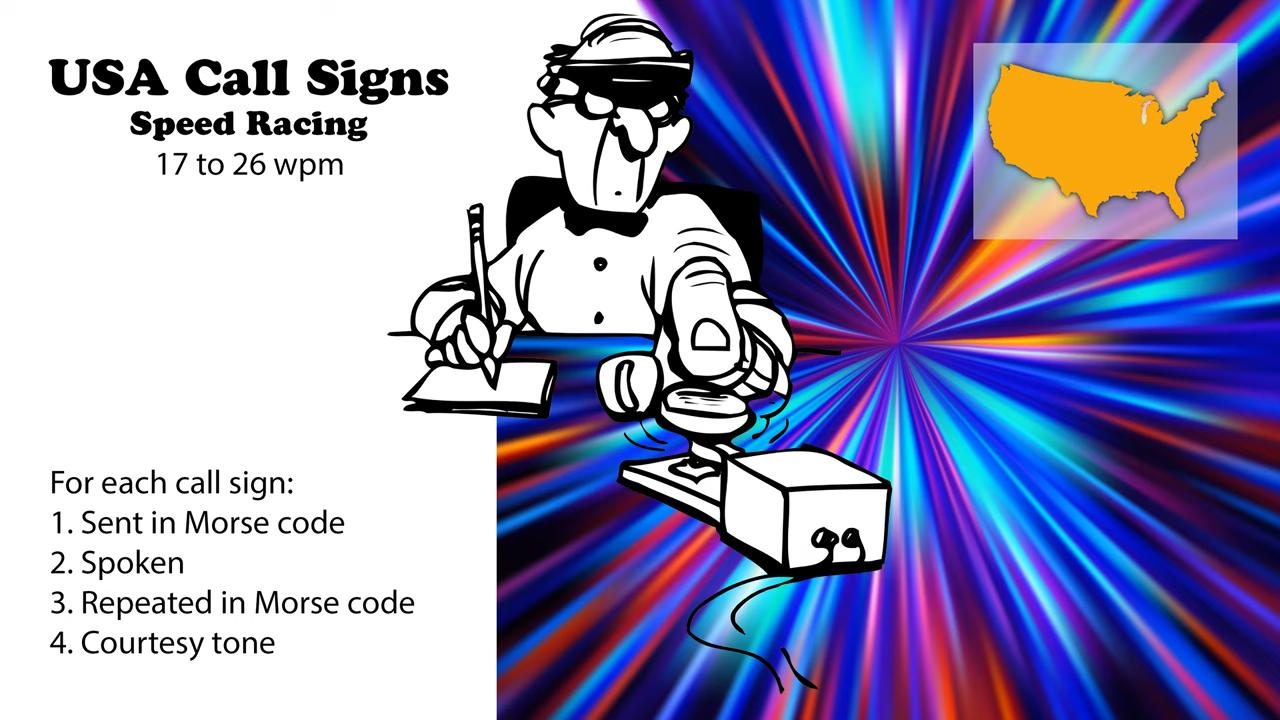 USA Call Signs
Speed Racing
17 to 26 wpm
For each call sign:
1. Sent in Morse code
2. Spoken
3. Repeated in Morse code
4. Courtesy tone